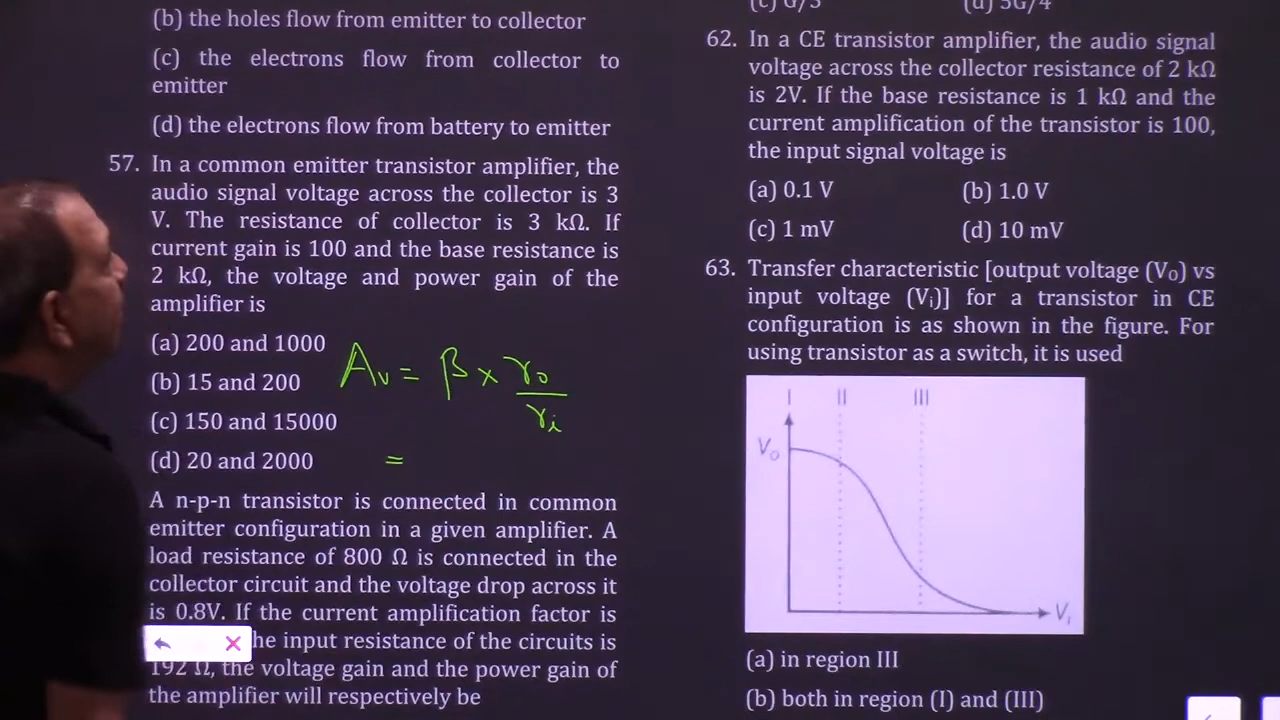 (b) the holes flow from emitter to collector
(c) the electrons flow from collector to
emitter
(d) the electrons flow from battery to emitter
57. In a common emitter transistor amplifier, the
audio signal voltage across the collector is 3
V. The resistance of collector is 3 kΩ. If
current gain is 100 and the base resistance is
2 kΩ, the voltage and power gain of the
amplifier is
(a) 200 and 1000
(b) 15 and 200
(c) 150 and 15000
(d) 20 and 2000
Av = β × ro/ri
=
A n-p-n transistor is connected in common
emitter configuration in a given amplifier. A
load resistance of 800 Ω is connected in the
collector circuit and the voltage drop across it
is 0.8V. If the current amplification factor is
he input resistance of the circuits is
192 Ω, the voltage gain and the power gain of
the amplifier will respectively be
(c) G/3 (d) 5G/4
62. In a CE transistor amplifier, the audio signal
voltage across the collector resistance of 2 kΩ
is 2V. If the base resistance is 1 kΩ and the
current amplification of the transistor is 100,
the input signal voltage is
(a) 0.1 V (b) 1.0 V
(c) 1 mV (d) 10 mV
63. Transfer characteristic [output voltage (V₀) vs
input voltage (Vᵢ)] for a transistor in CE
configuration is as shown in the figure. For
using transistor as a switch, it is used
I II III
Vo
Vi
(a) in region III
(b) both in region (I) and (III)